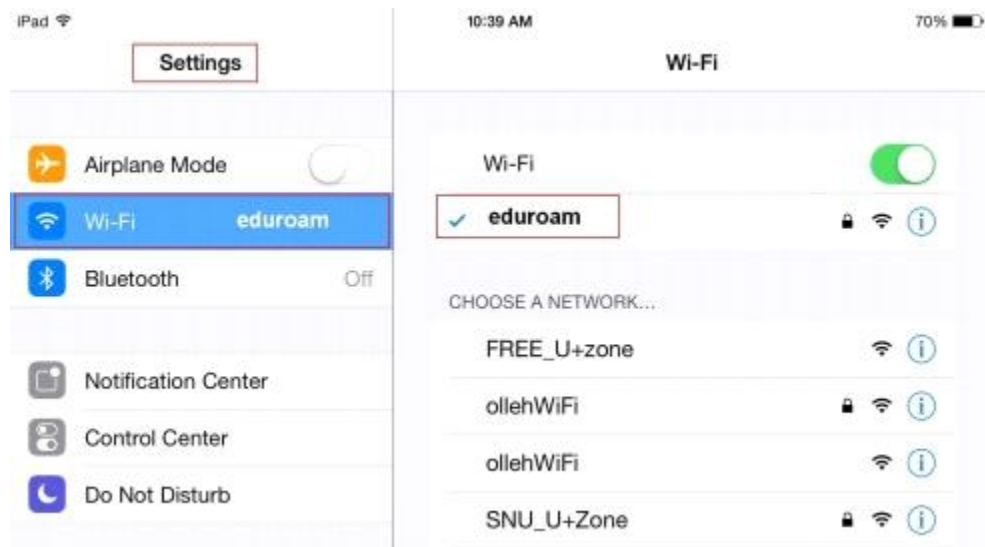 iPad
10:39 AM
70%
Settings
Wi-Fi
Airplane Mode
Wi-Fi eduroam
Bluetooth Off
Notification Center
Control Center
Do Not Disturb
Wi-Fi
eduroam
CHOOSE A NETWORK...
FREE_U+zone
ollehWiFi
ollehWiFi
SNU_U+Zone